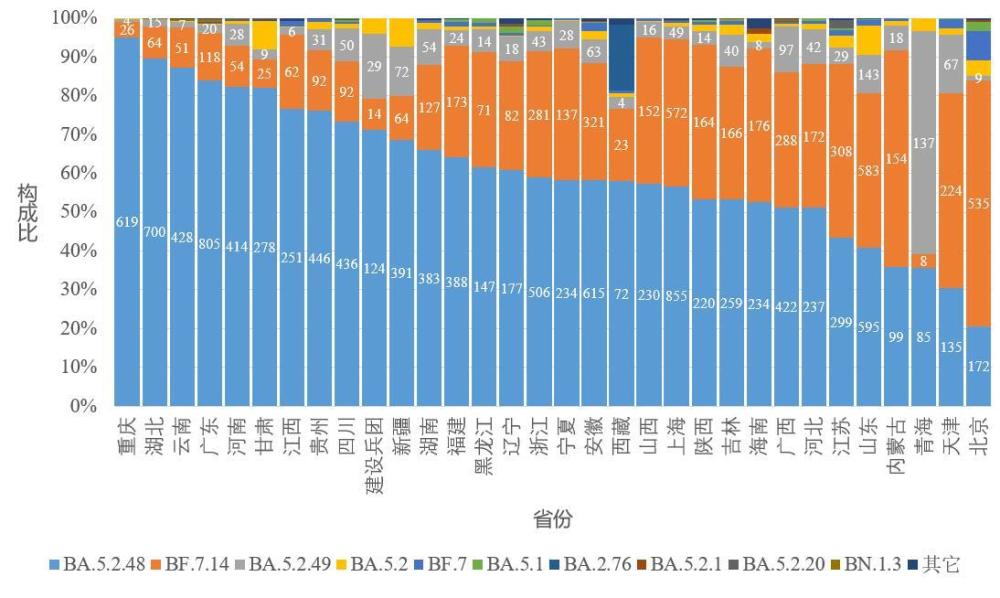 100%
90%
80%
70%
60%
50%
40%
30%
20%
10%
0%
构成比
4 15 7 20 28 9 6 31 50 29 72 54 24 14 18 43 28 63 4 16 49 14 40 8 97 42 29 143 18 137 67 9
26 64 51 118 54 25 62 92 92 14 64 127 173 71 82 281 137 321 23 152 572 164 166 176 288 172 308 583 154 8 224 535
619 700 428 805 414 278 251 446 436 124 391 383 388 147 177 506 234 615 72 230 855 220 259 234 422 237 299 595 99 85 135 172
重庆 湖北 云南 广东 河南 甘肃 江西 贵州 四川 建设兵团 新疆 湖南 福建 黑龙江 辽宁 浙江 宁夏 安徽 西藏 山西 上海 陕西 吉林 海南 广西 河北 江苏 山东 内蒙古 青海 天津 北京
省份
BA.5.2.48 BF.7.14 BA.5.2.49 BA.5.2 BF.7 BA.5.1 BA.2.76 BA.5.2.1 BA.5.2.20 BN.1.3 其它